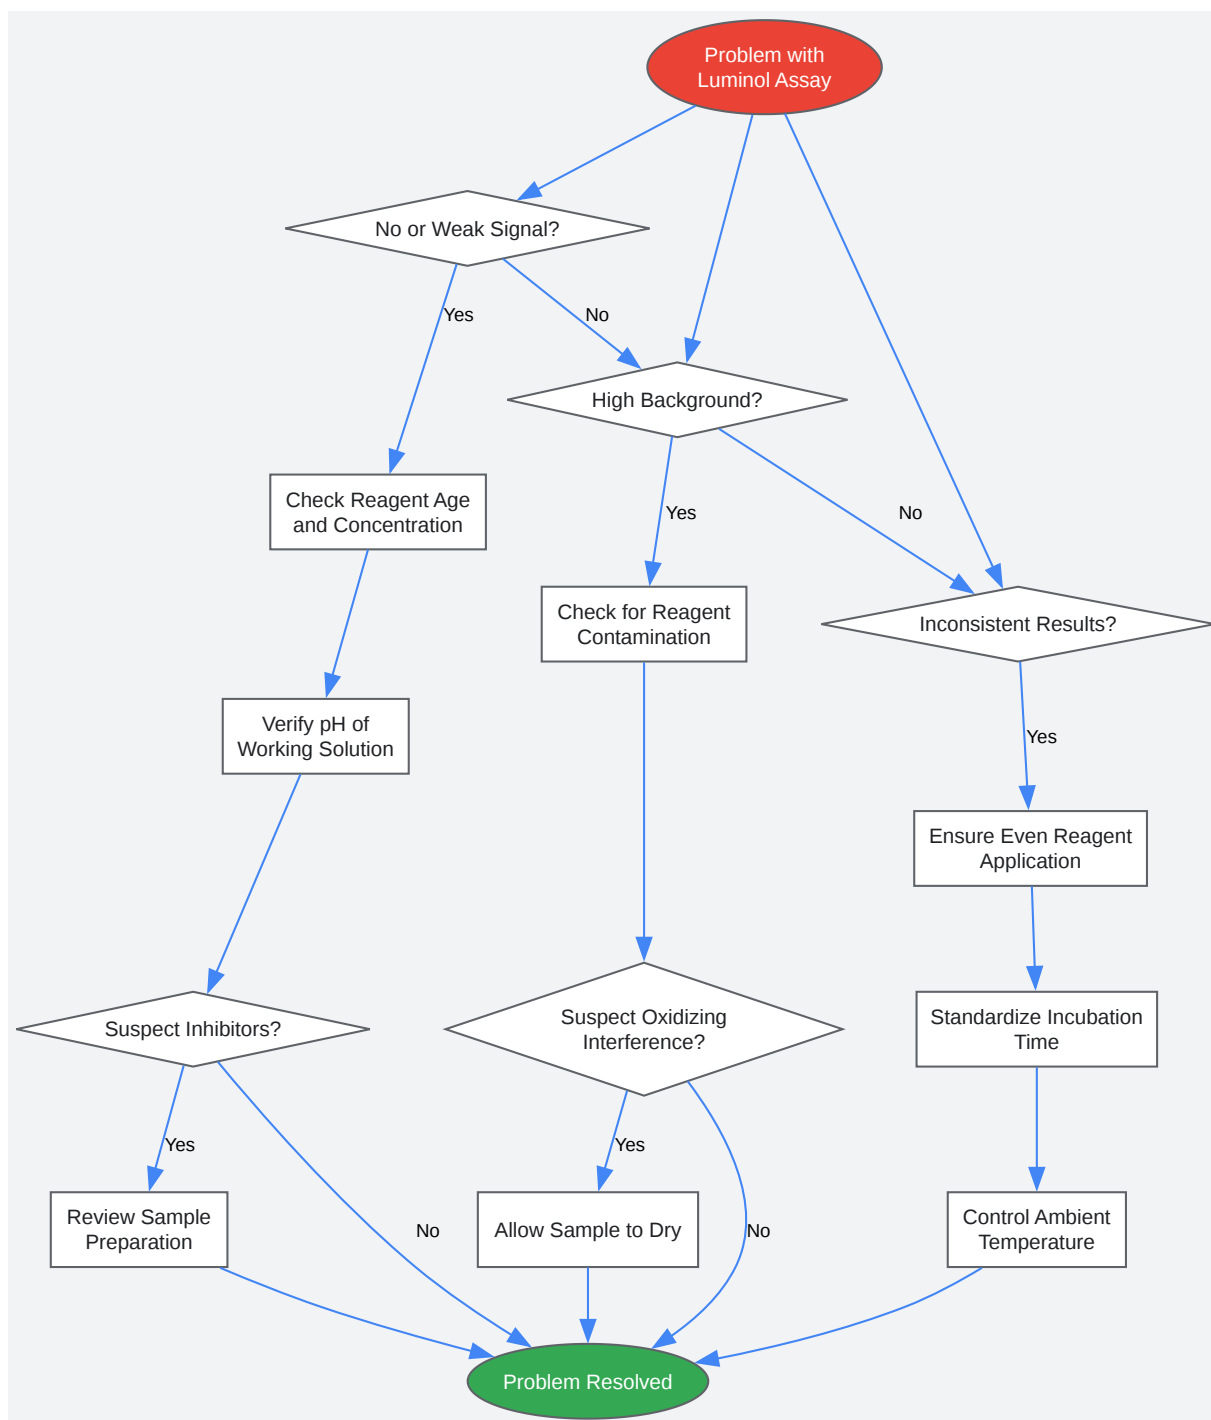 Problem with
Luminol Assay
No or Weak Signal?
Yes
No
High Background?
Check Reagent Age
and Concentration
Yes
No
Check for Reagent
Contamination
Inconsistent Results?
Verify pH of
Working Solution
Yes
Ensure Even Reagent
Application
Suspect Inhibitors?
Suspect Oxidizing
Interference?
Standardize Incubation
Time
Yes
Yes
Review Sample
Preparation
No
Allow Sample to Dry
No
Control Ambient
Temperature
Problem Resolved